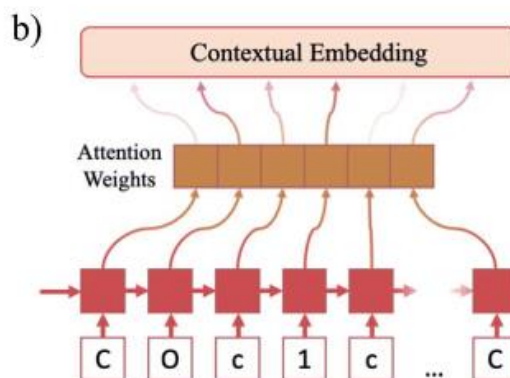 b)
Contextual Embedding
Attention
Weights
C O c 1 c ... C